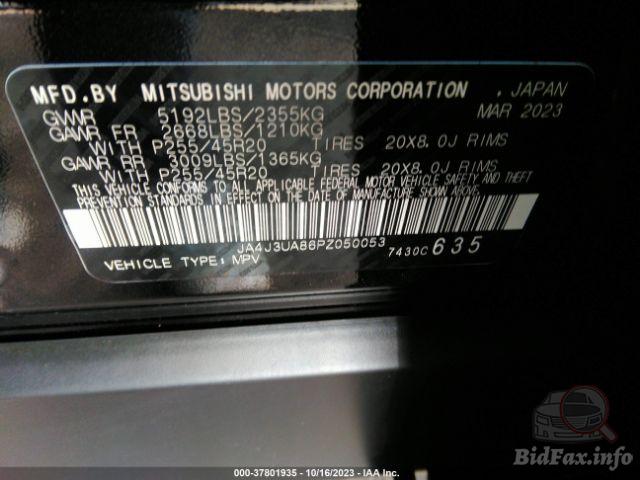 MFD.BY MITSUBISHI MOTORS CORPORATION , JAPAN
GVWR 5192LBS/2355KG MAR 2023
GAWR FR 2668LBS/1210KG
WITH P255/45R20 TIRES 20X8.0J RIMS
GAWR RR 3009LBS/1365KG
WITH P255/45R20 TIRES 20X8.0J RIMS
THIS VEHICLE CONFORMS TO ALL APPLICABLE FEDERAL MOTOR VEHICLE SAFETY AND THEFT
PREVENTION STANDARDS IN EFFECT ON THE DATE OF MANUFACTURE SHOWN ABOVE.
JA4J3UA86PZ050053 7430C 635
VEHICLE TYPE: MPV
BidFax.info
000-37801935 - 10/16/2023 - IAA Inc.